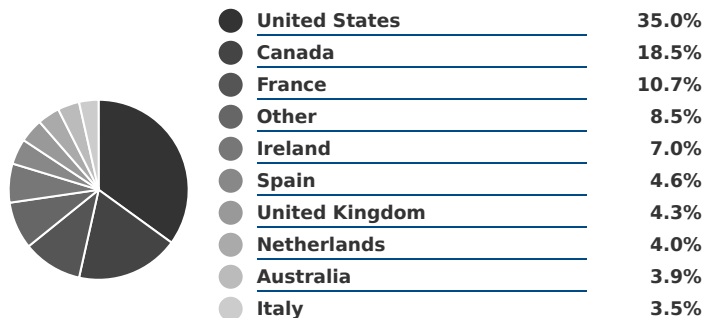 United States 35.0%
Canada 18.5%
France 10.7%
Other 8.5%
Ireland 7.0%
Spain 4.6%
United Kingdom 4.3%
Netherlands 4.0%
Australia 3.9%
Italy 3.5%